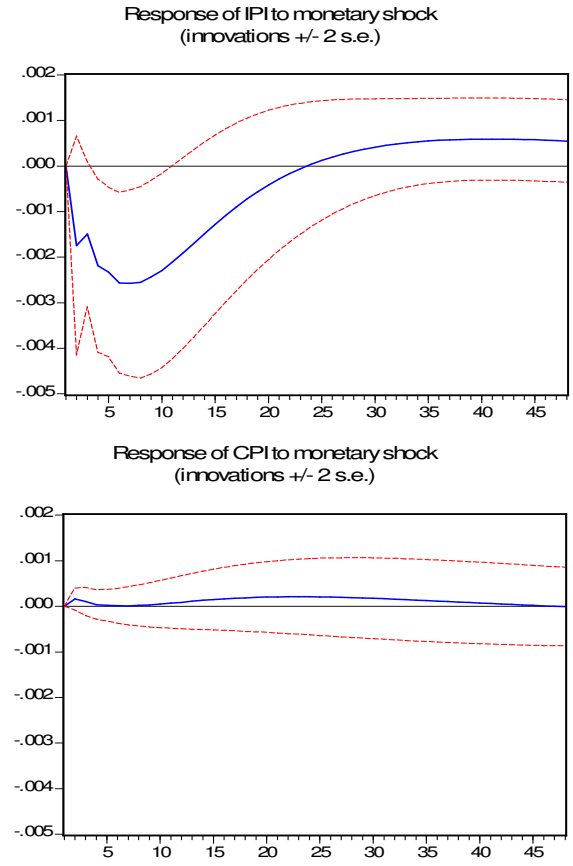 Response of IPI to monetary shock
(innovations +/- 2 s.e.)
.002
.001
.000
-.001
-.002
-.003
-.004
-.005
5 10 15 20 25 30 35 40 45
Response of CPI to monetary shock
(innovations +/- 2 s.e.)
.002
.001
.000
-.001
-.002
-.003
-.004
-.005
5 10 15 20 25 30 35 40 45